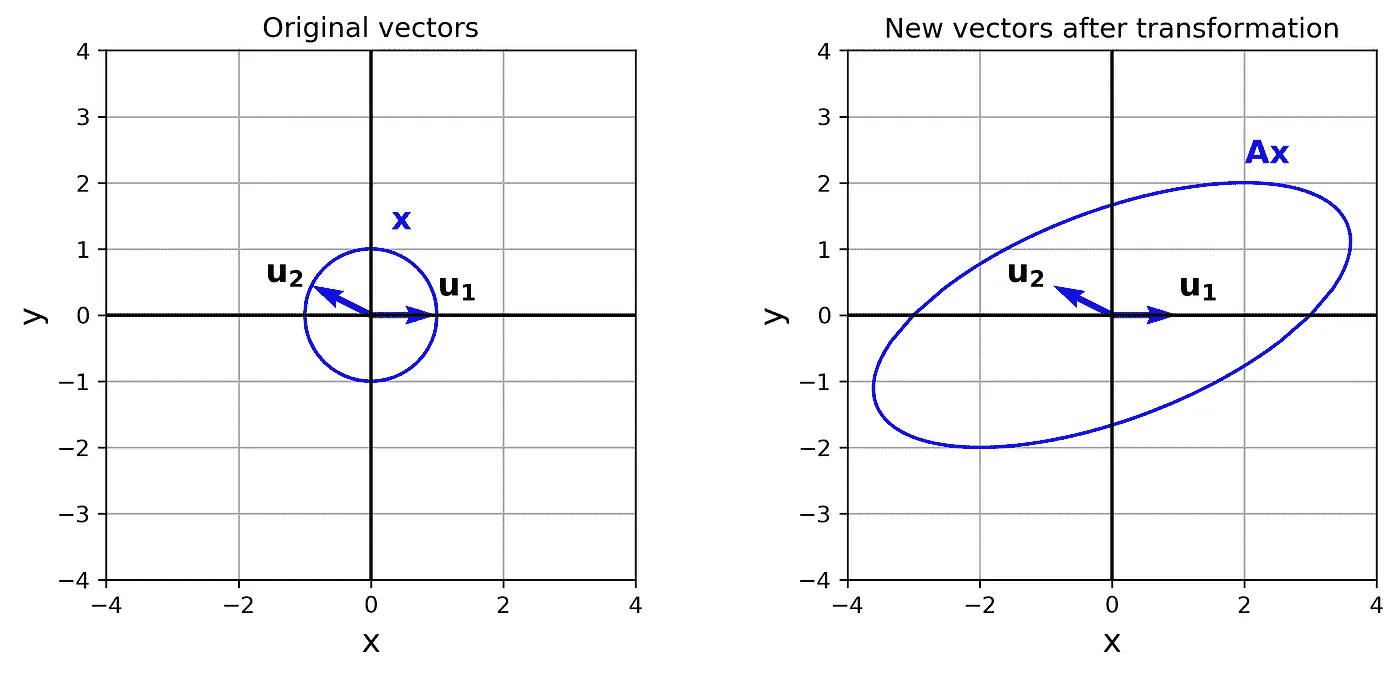 Original vectors
4
3
2
1
0
−1
−2
−3
−4
−4 −2 0 2 4
x
y
x
u₂
u₁
New vectors after transformation
4
3
2
1
0
−1
−2
−3
−4
−4 −2 0 2 4
x
y
Ax
u₂
u₁